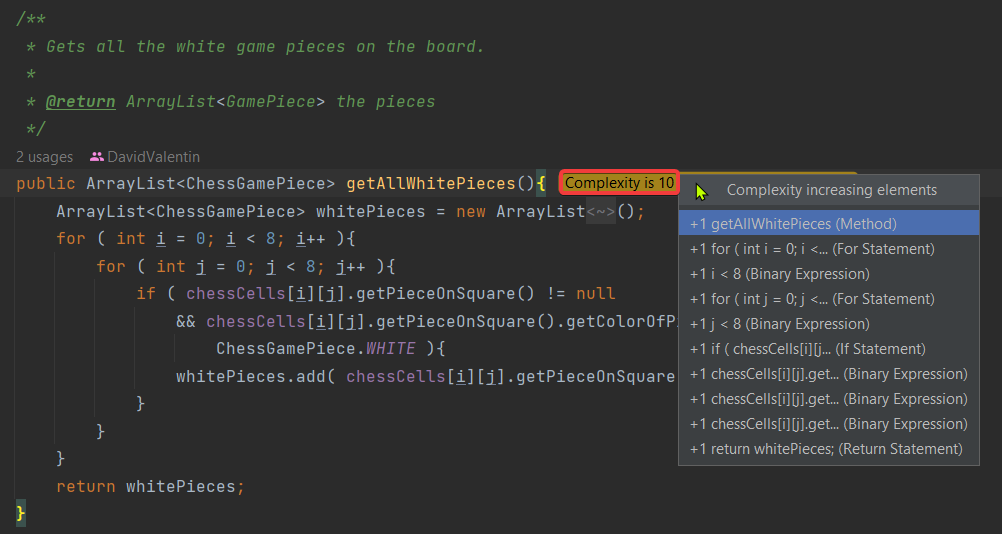 /**
* Gets all the white game pieces on the board.
*
* @return ArrayList<GamePiece> the pieces
*/
2 usages DavidValentin
public ArrayList<ChessGamePiece> getAllWhitePieces(){ Complexity is 10
ArrayList<ChessGamePiece> whitePieces = new ArrayList<~>();
for ( int i = 0; i < 8; i++ ){
for ( int j = 0; j < 8; j++ ){
if ( chessCells[i][j].getPieceOnSquare() != null
&& chessCells[i][j].getPieceOnSquare().getColorOfPi
ChessGamePiece.WHITE ){
whitePieces.add( chessCells[i][j].getPieceOnSquare
}
}
}
return whitePieces;
}
Complexity increasing elements
+1 getAllWhitePieces (Method)
+1 for ( int i = 0; i <... (For Statement)
+1 i < 8 (Binary Expression)
+1 for ( int j = 0; j <... (For Statement)
+1 j < 8 (Binary Expression)
+1 if ( chessCells[i][j... (If Statement)
+1 chessCells[i][j].get... (Binary Expression)
+1 chessCells[i][j].get... (Binary Expression)
+1 chessCells[i][j].get... (Binary Expression)
+1 return whitePieces; (Return Statement)